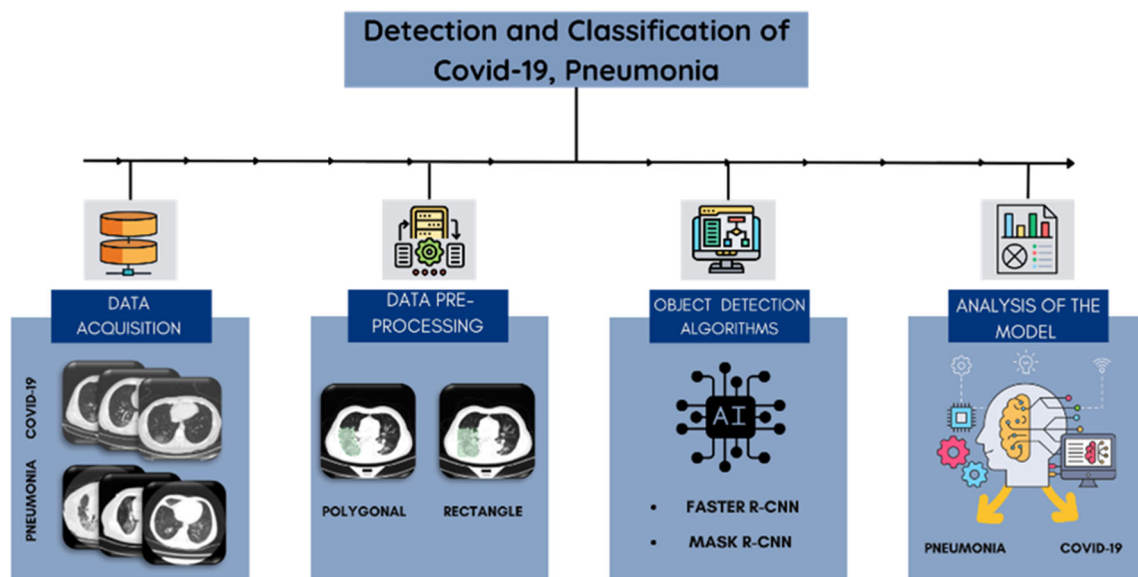 Detection and Classification of
Covid-19, Pneumonia
DATA
ACQUISITION
COVID-19
PNEUMONIA
DATA PRE-
PROCESSING
POLYGONAL
RECTANGLE
OBJECT DETECTION
ALGORITHMS
AI
• FASTER R-CNN
• MASK R-CNN
ANALYSIS OF THE
MODEL
PNEUMONIA
COVID-19